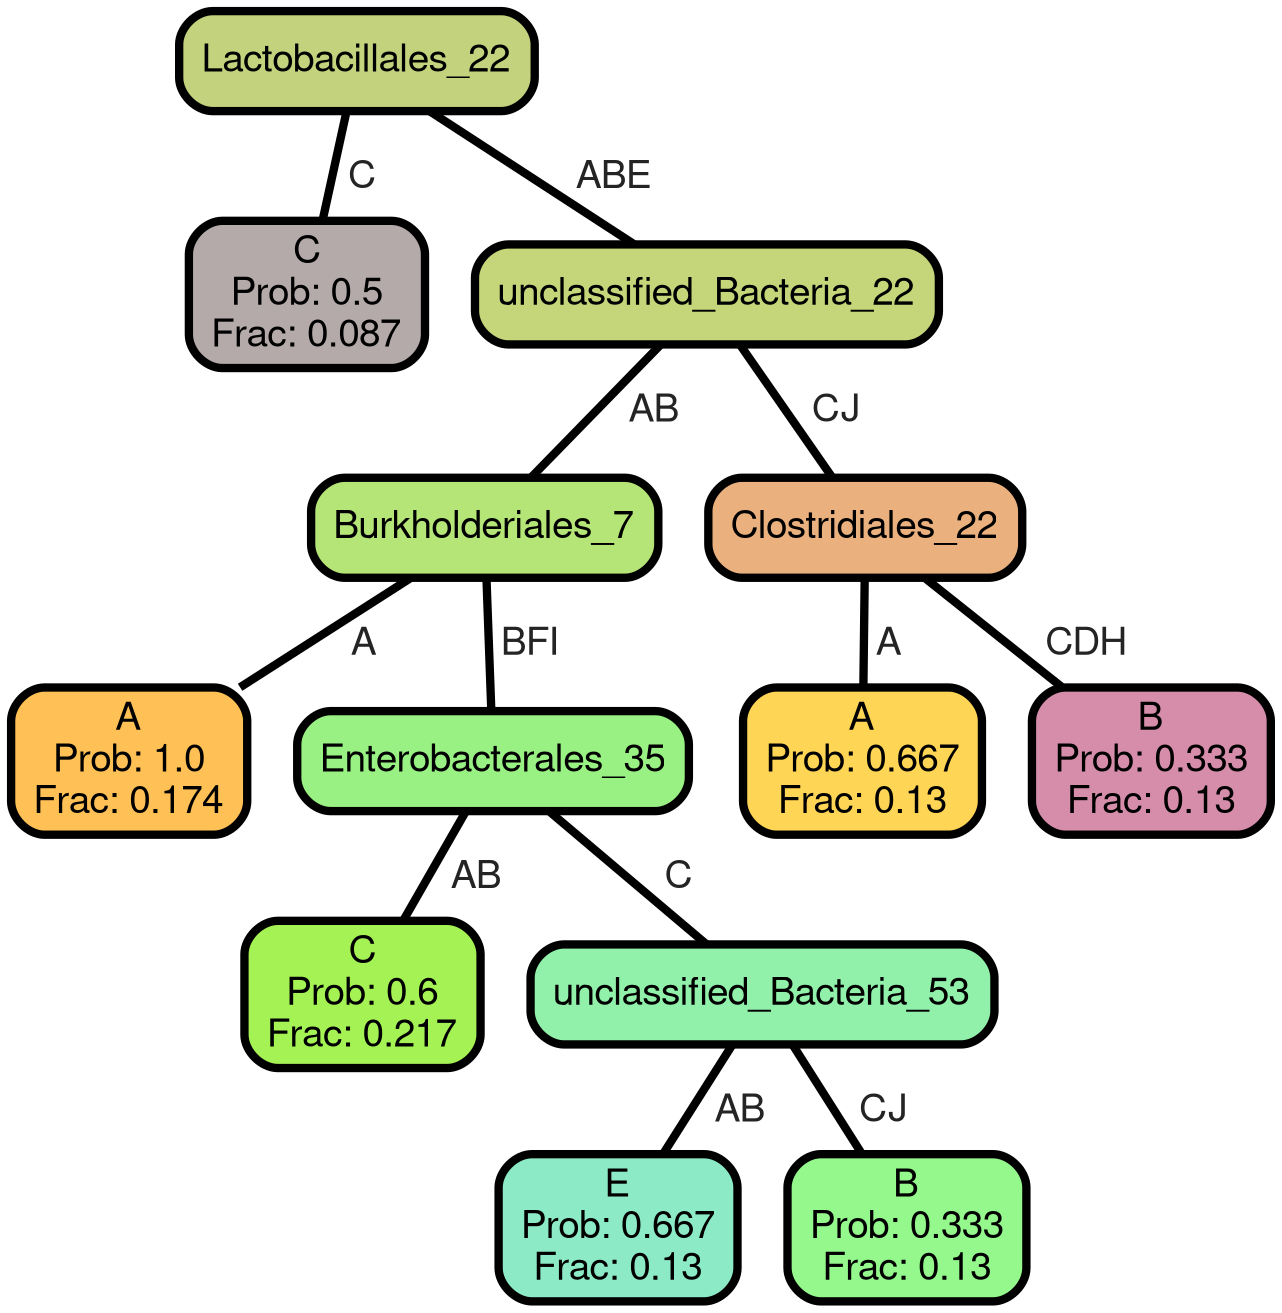 Lactobacillales_22
C
ABE
C
Prob: 0.5
Frac: 0.087
unclassified_Bacteria_22
AB
CJ
Burkholderiales_7
Clostridiales_22
A
BFI
A
CDH
A
Prob: 1.0
Frac: 0.174
Enterobacterales_35
A
Prob: 0.667
Frac: 0.13
B
Prob: 0.333
Frac: 0.13
AB
C
C
Prob: 0.6
Frac: 0.217
unclassified_Bacteria_53
AB
CJ
E
Prob: 0.667
Frac: 0.13
B
Prob: 0.333
Frac: 0.13